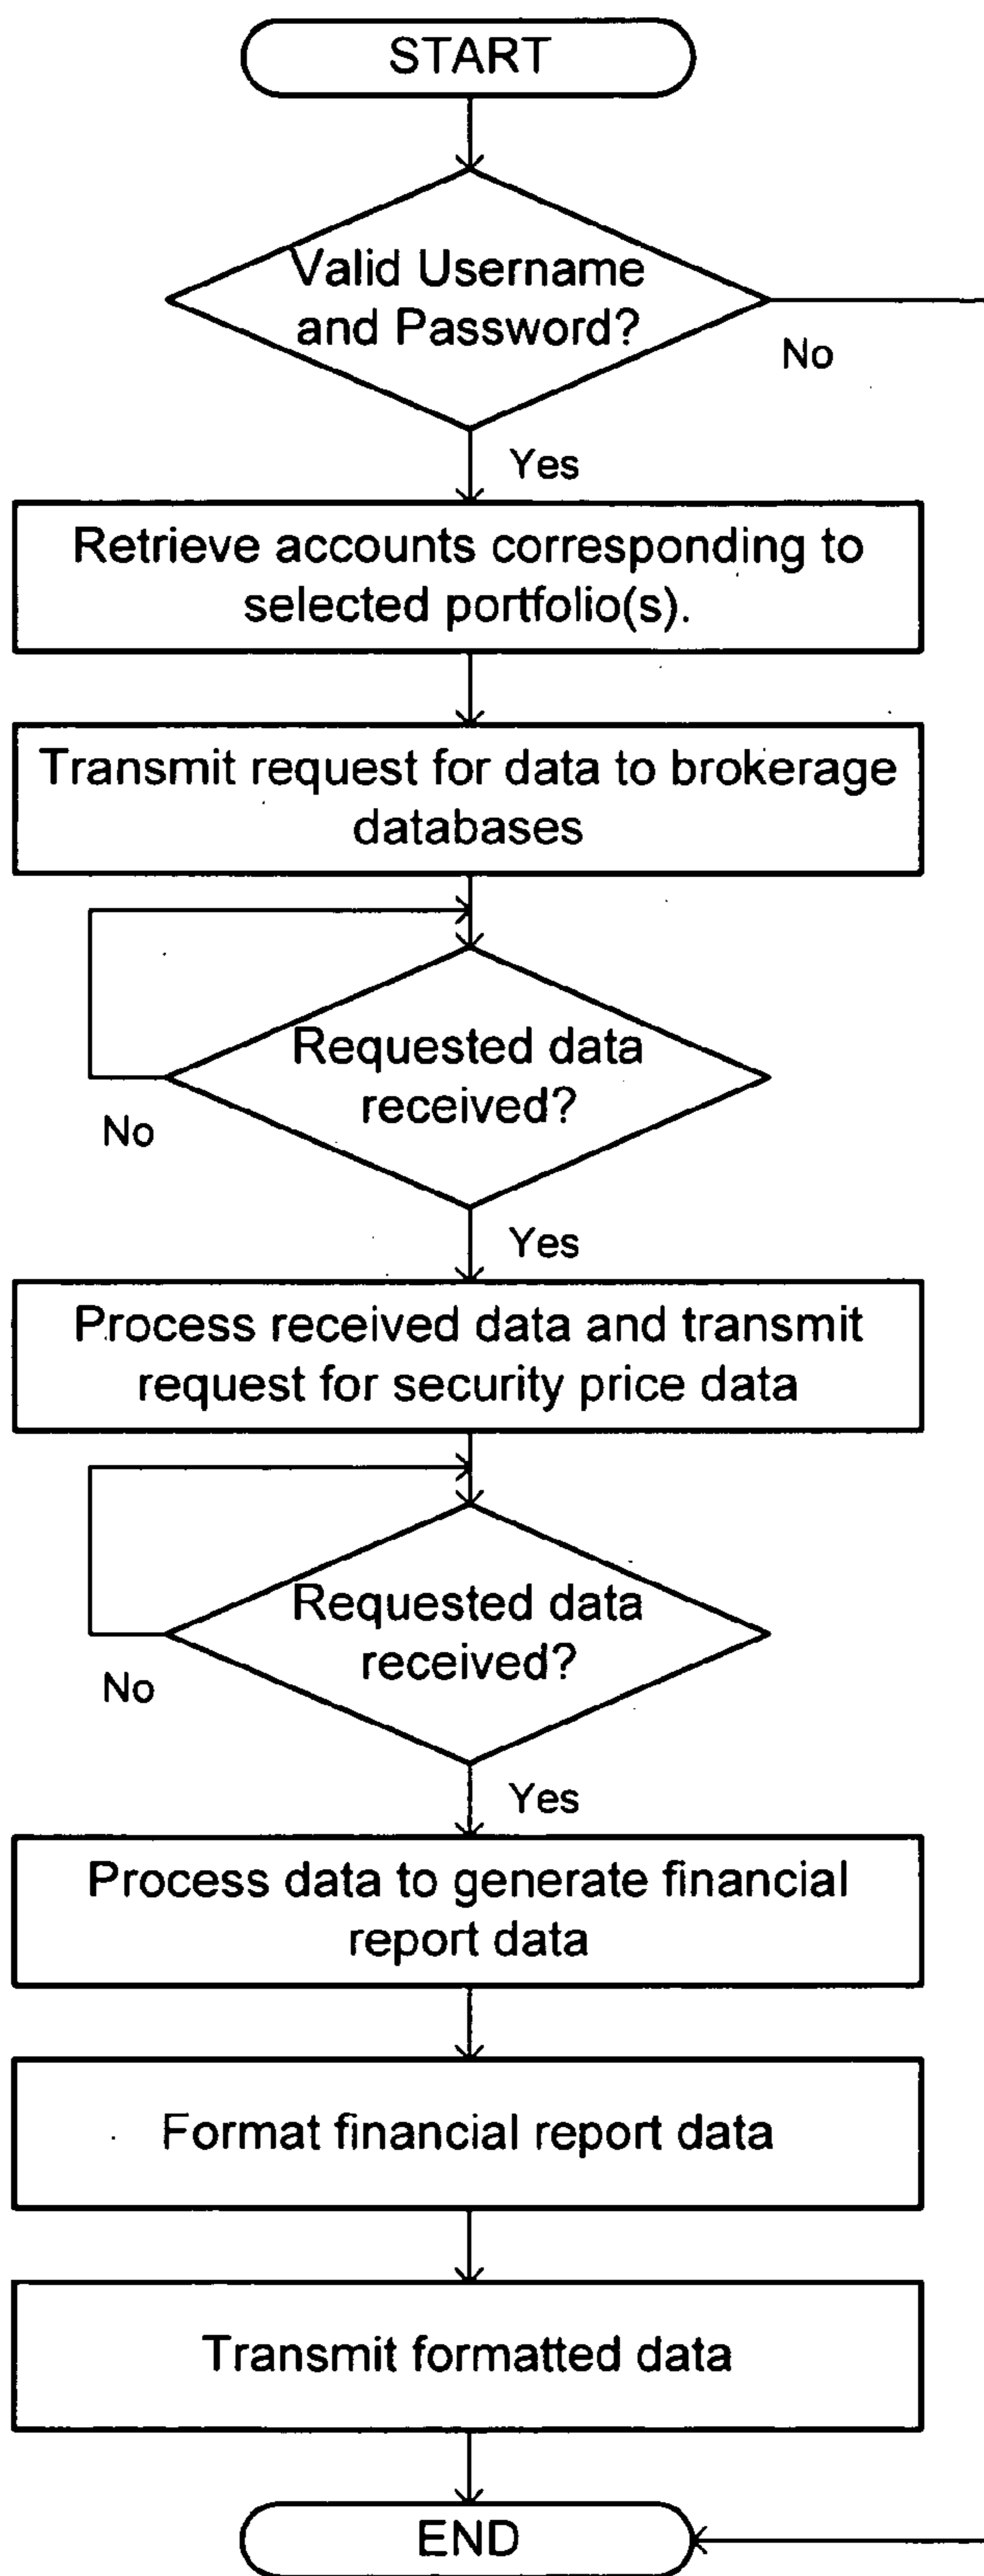 START
Valid Username
and Password?
No
Yes
Retrieve accounts corresponding to
selected portfolio(s).
Transmit request for data to brokerage
databases
Requested data
received?
No
Yes
Process received data and transmit
request for security price data
Requested data
received?
No
Yes
Process data to generate financial
report data
Format financial report data
Transmit formatted data
END